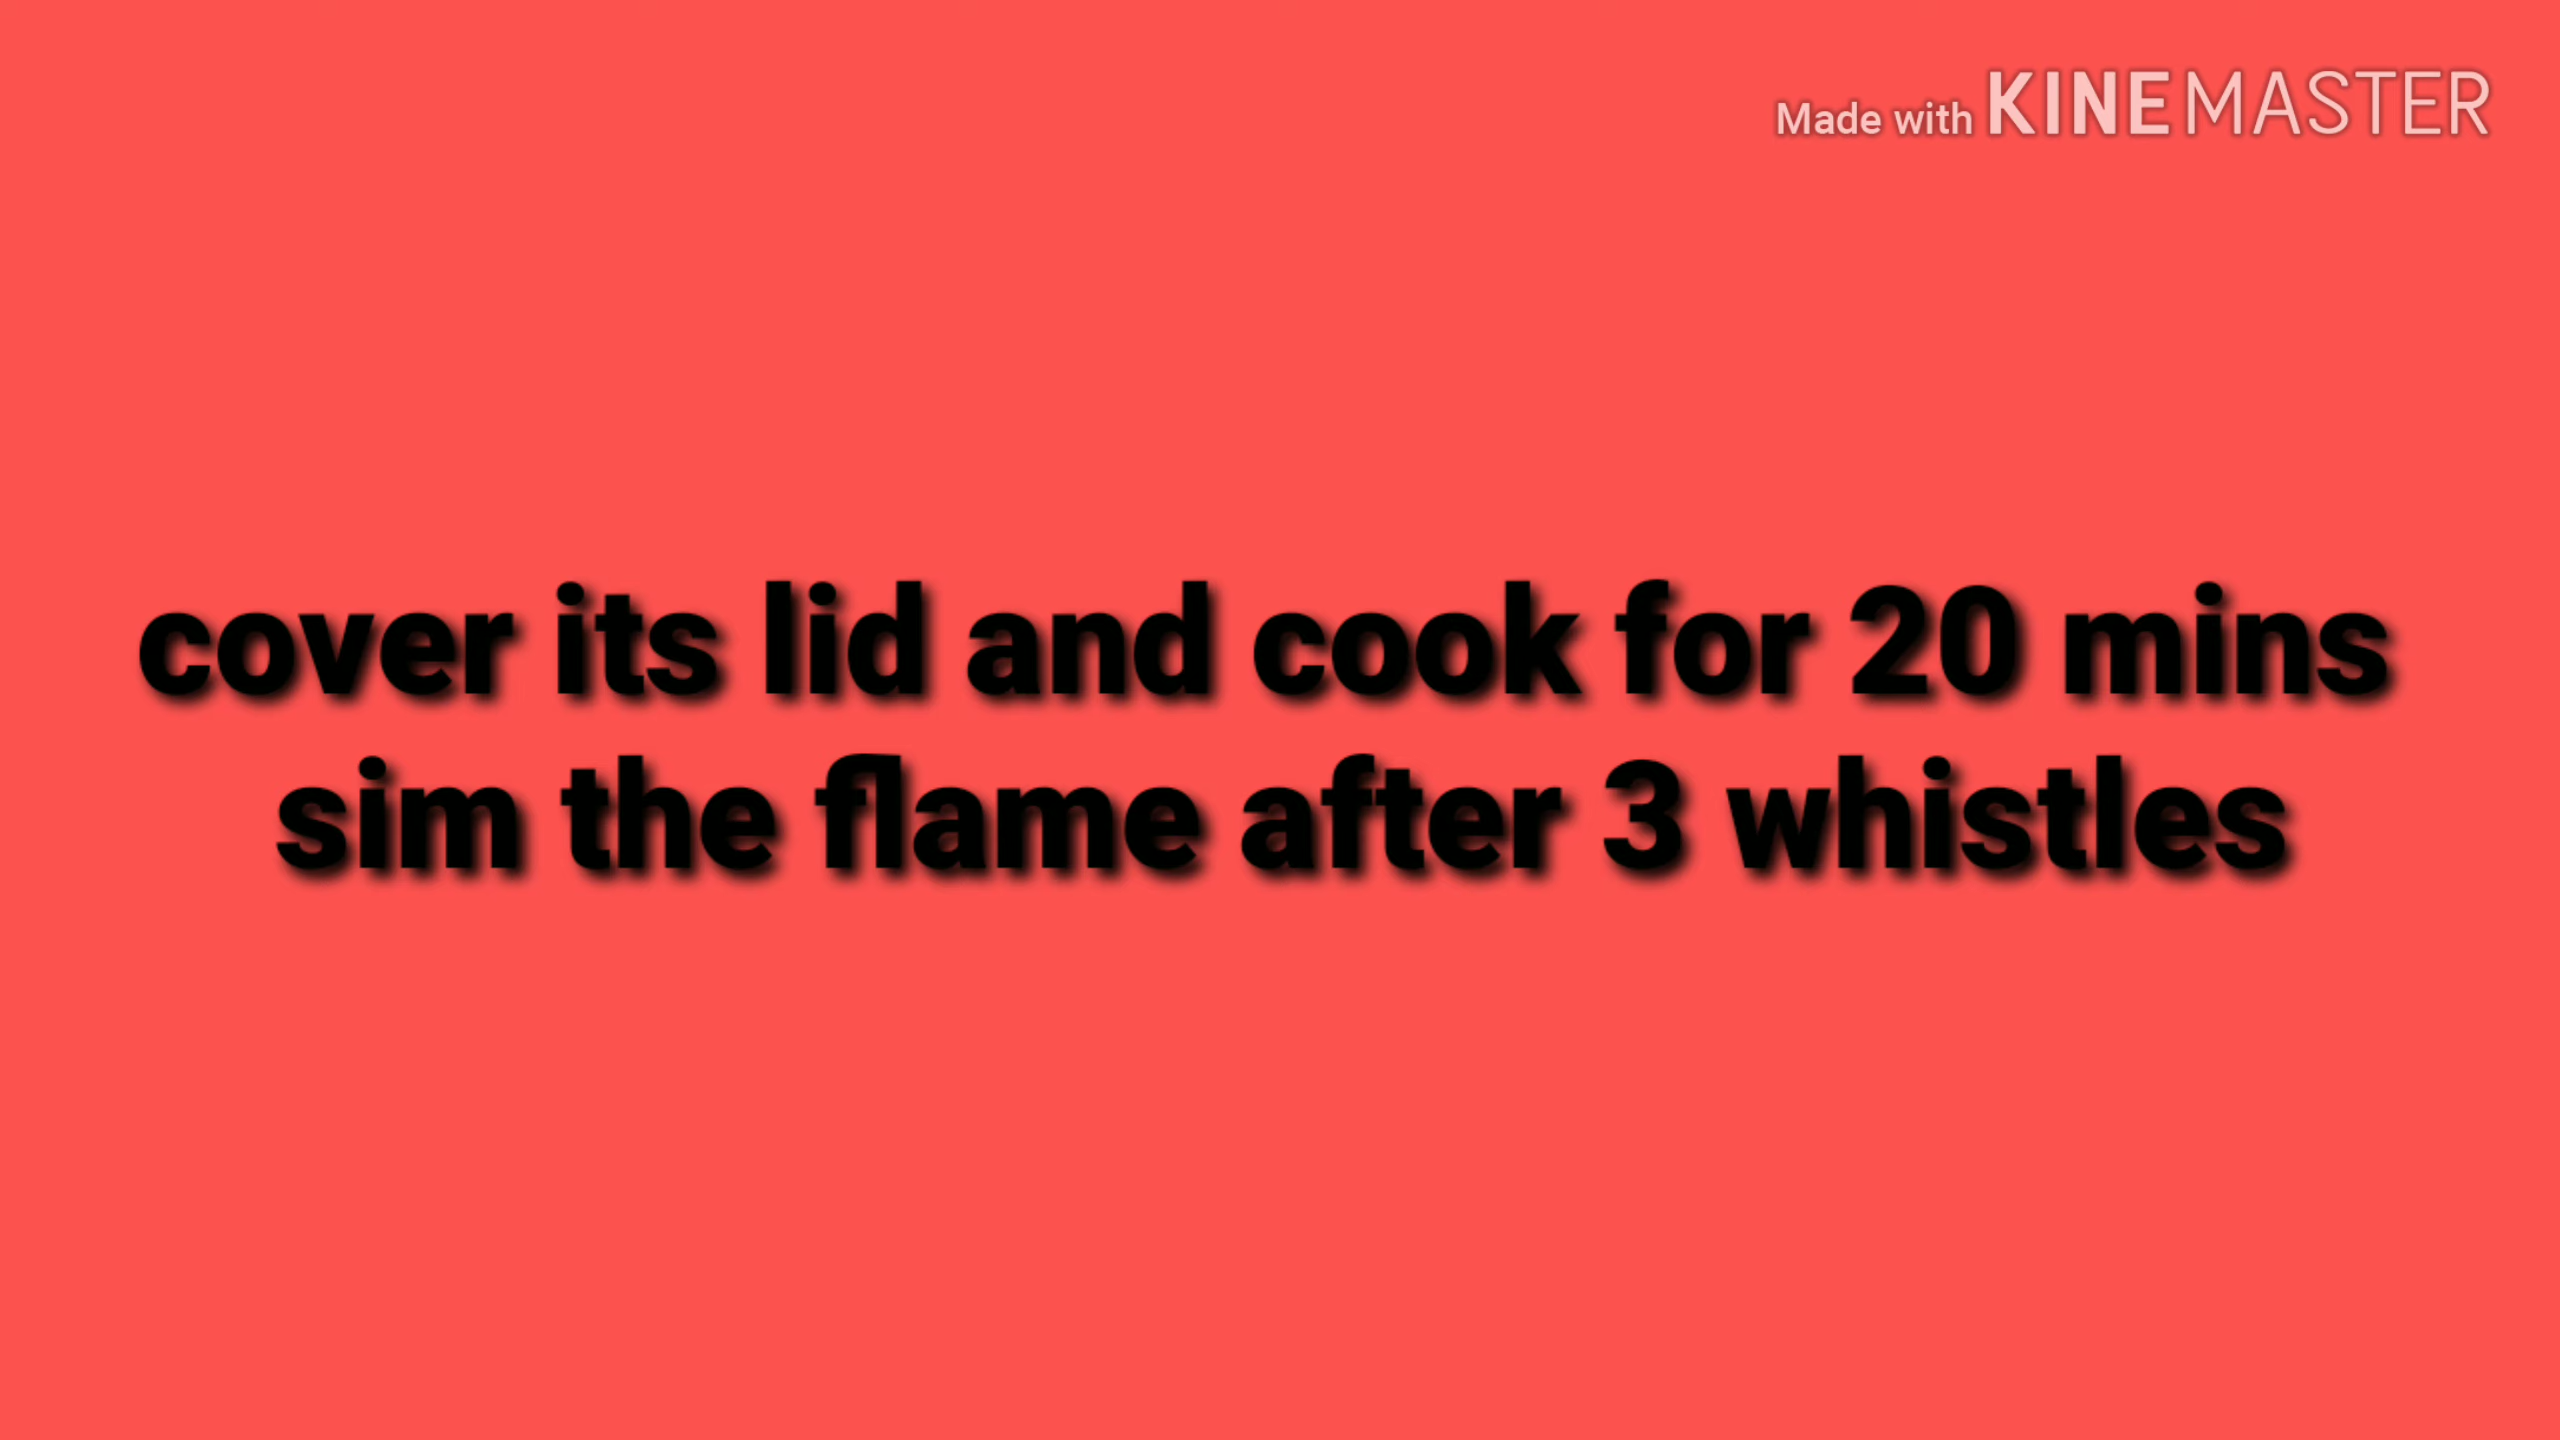 Made with KINEMASTER
cover its lid and cook for 20 mins
sim the flame after 3 whistles